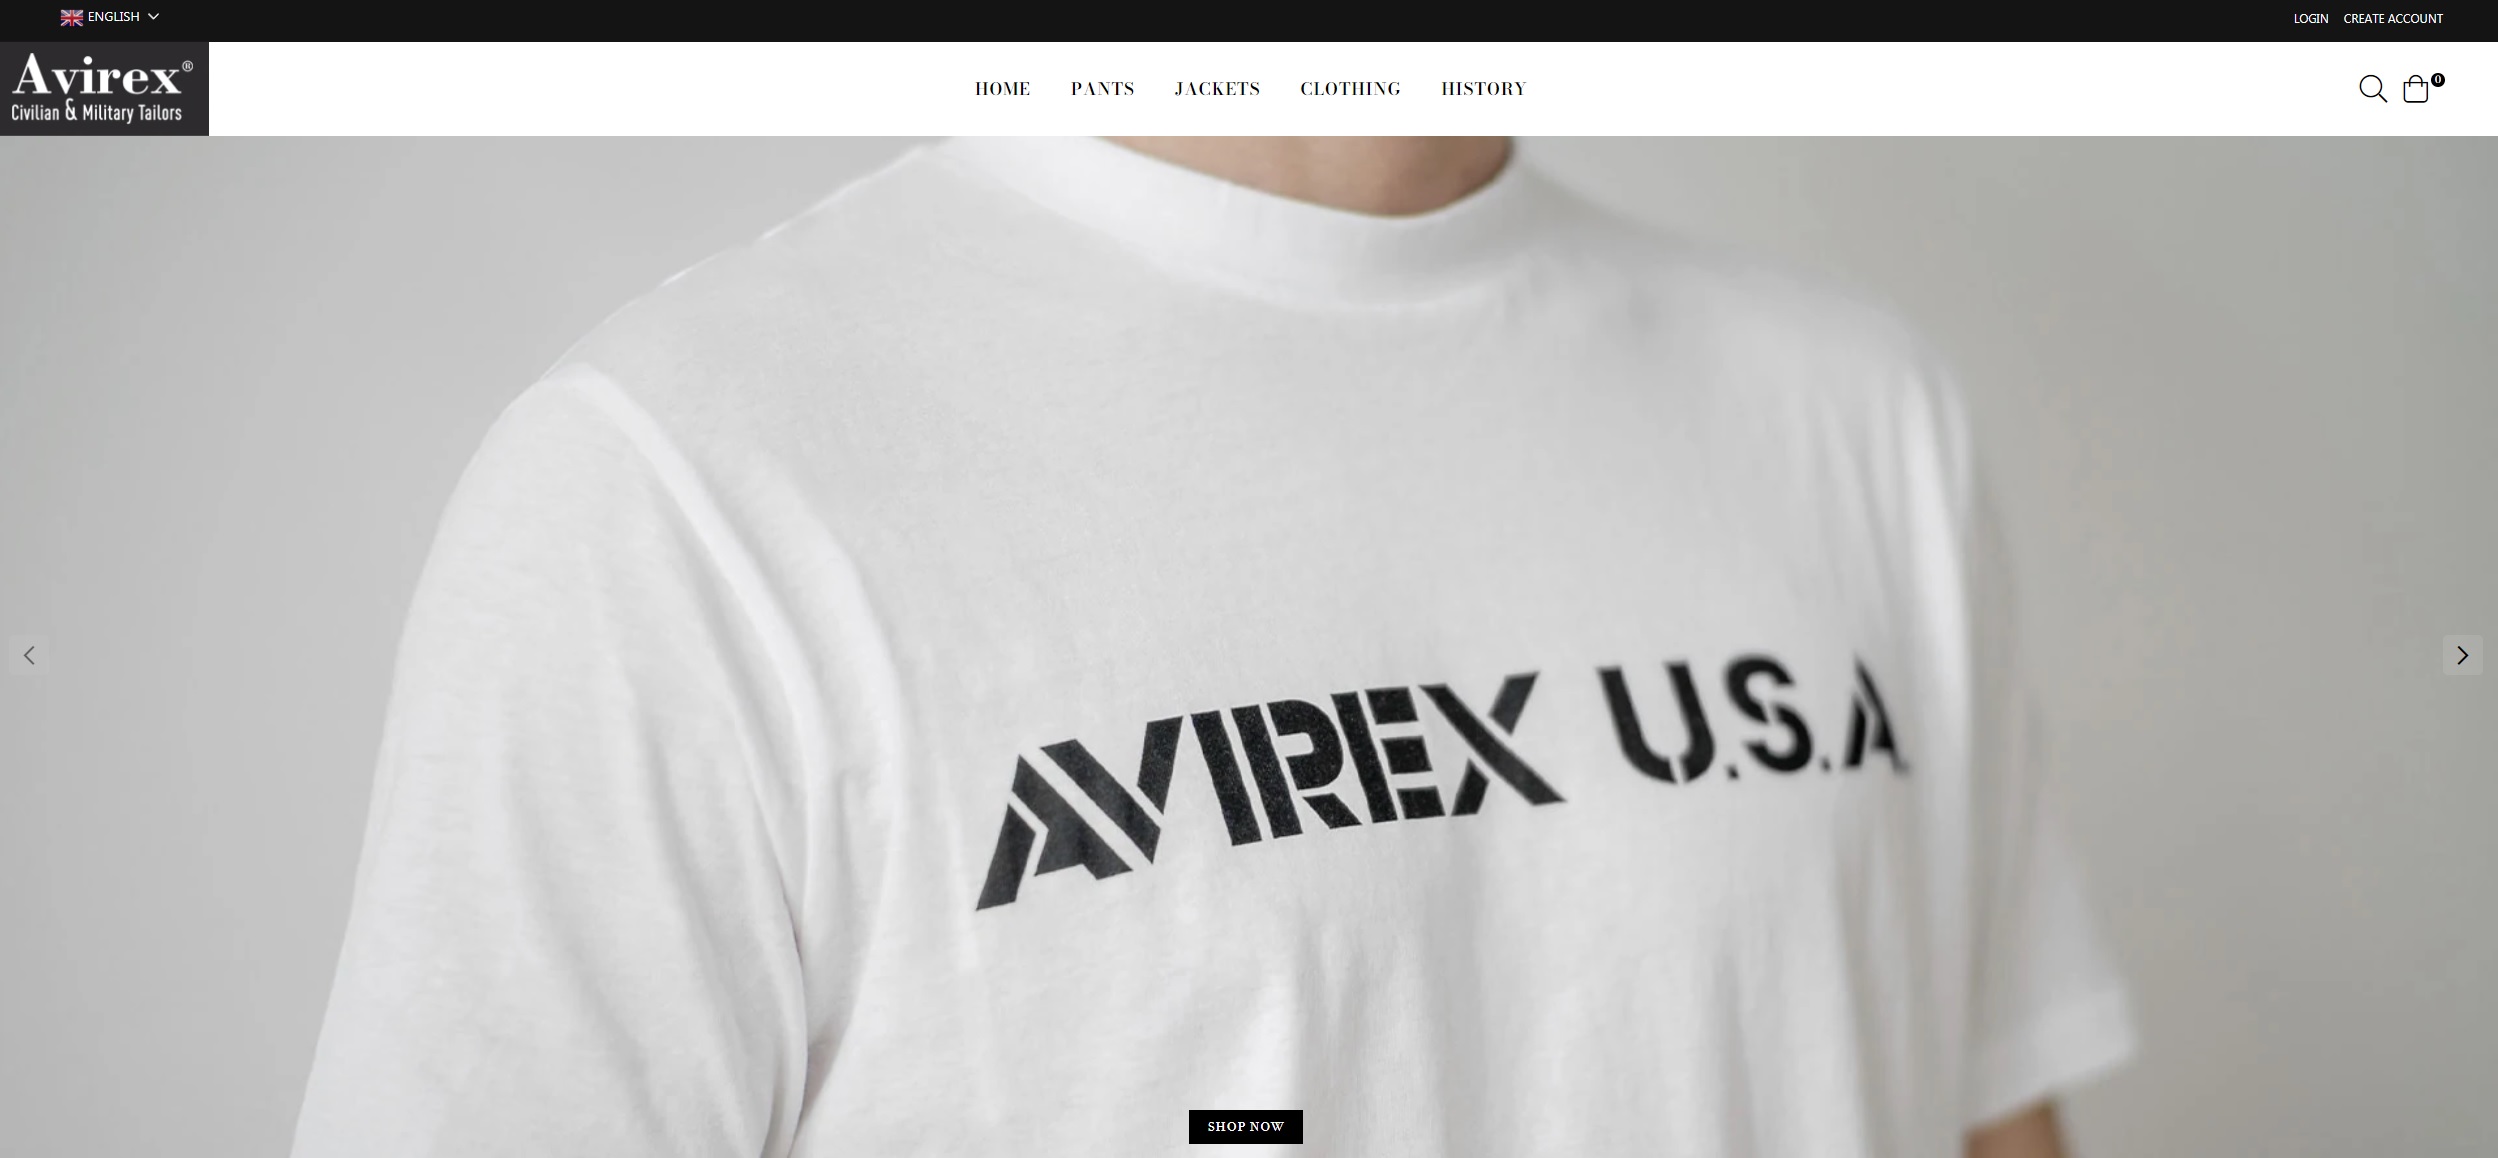 ENGLISH
LOGIN CREATE ACCOUNT
Avirex®
Civilian & Military Tailors
HOME PANTS JACKETS CLOTHING HISTORY
0
AVIREX U.S.A
SHOP NOW